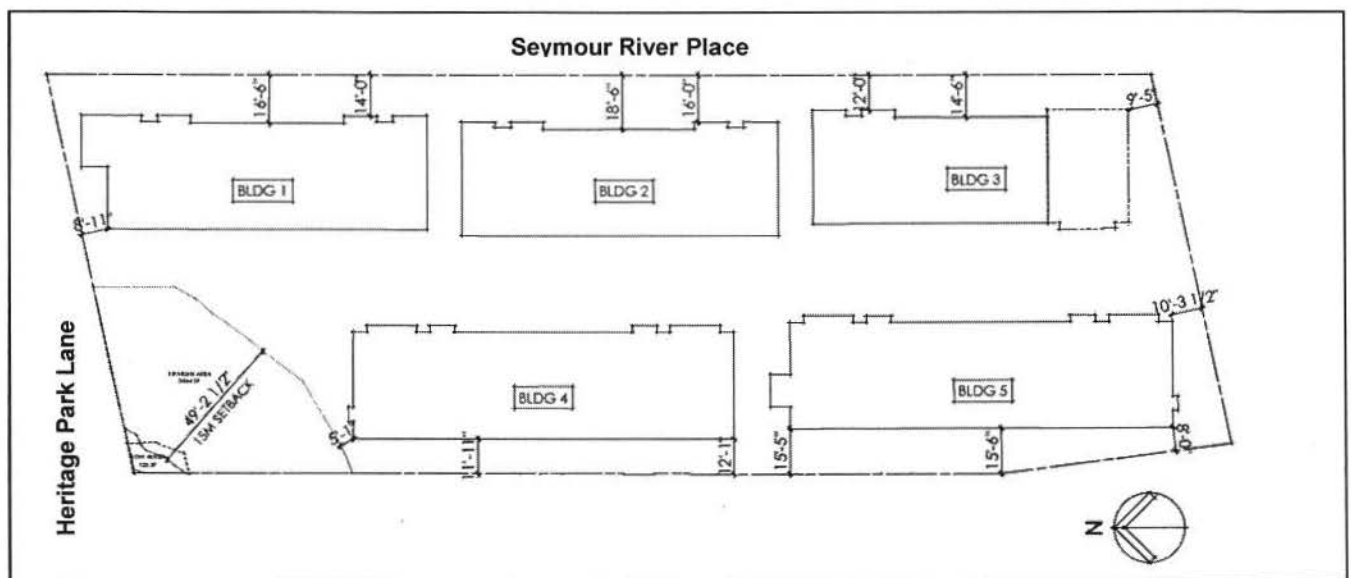 Seymour River Place
16'-6"
14'-0"
18'-6"
16'-0"
12'-0"
14'-6"
9'-5"
BLDG 1
BLDG 2
BLDG 3
8'-11"
10'-3 1/2"
Heritage Park Lane
49'-2 1/2"
15M SETBACK
BLDG 4
BLDG 5
5'-1"
11'-11"
12'-1"
15'-5"
15'-6"
8'-0"
N